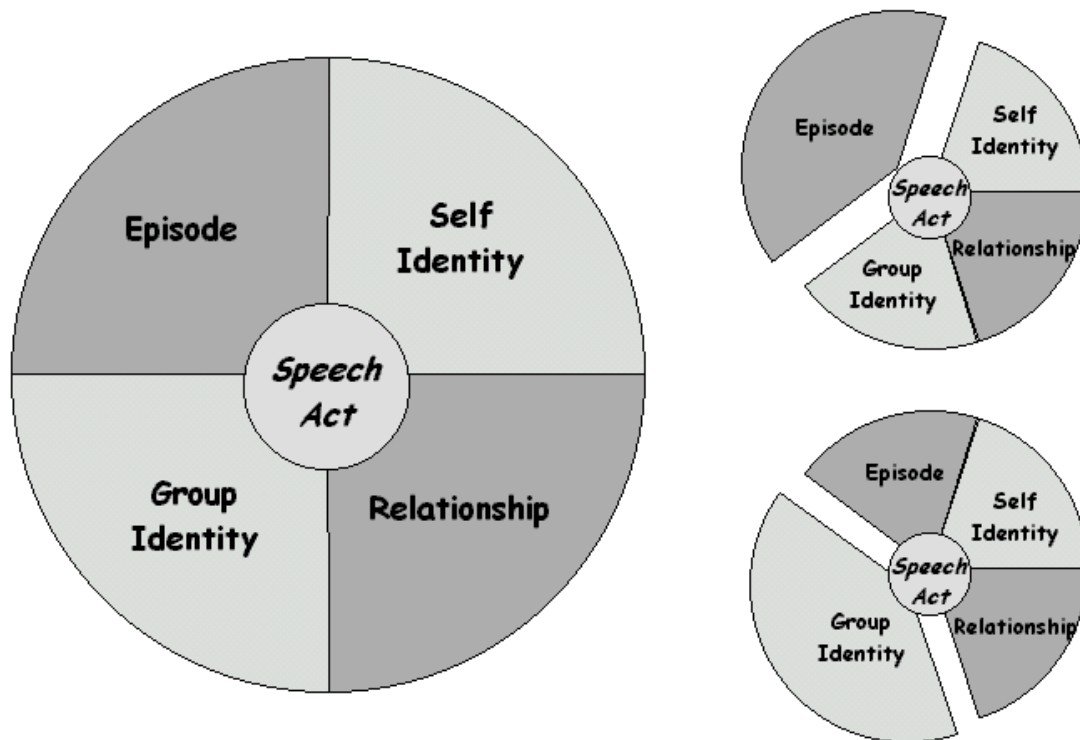 Episode
Self
Identity
Speech
Act
Group
Identity
Relationship
Episode
Self
Identity
Speech
Act
Relationship
Group
Identity
Episode
Self
Identity
Speech
Act
Relationship
Group
Identity